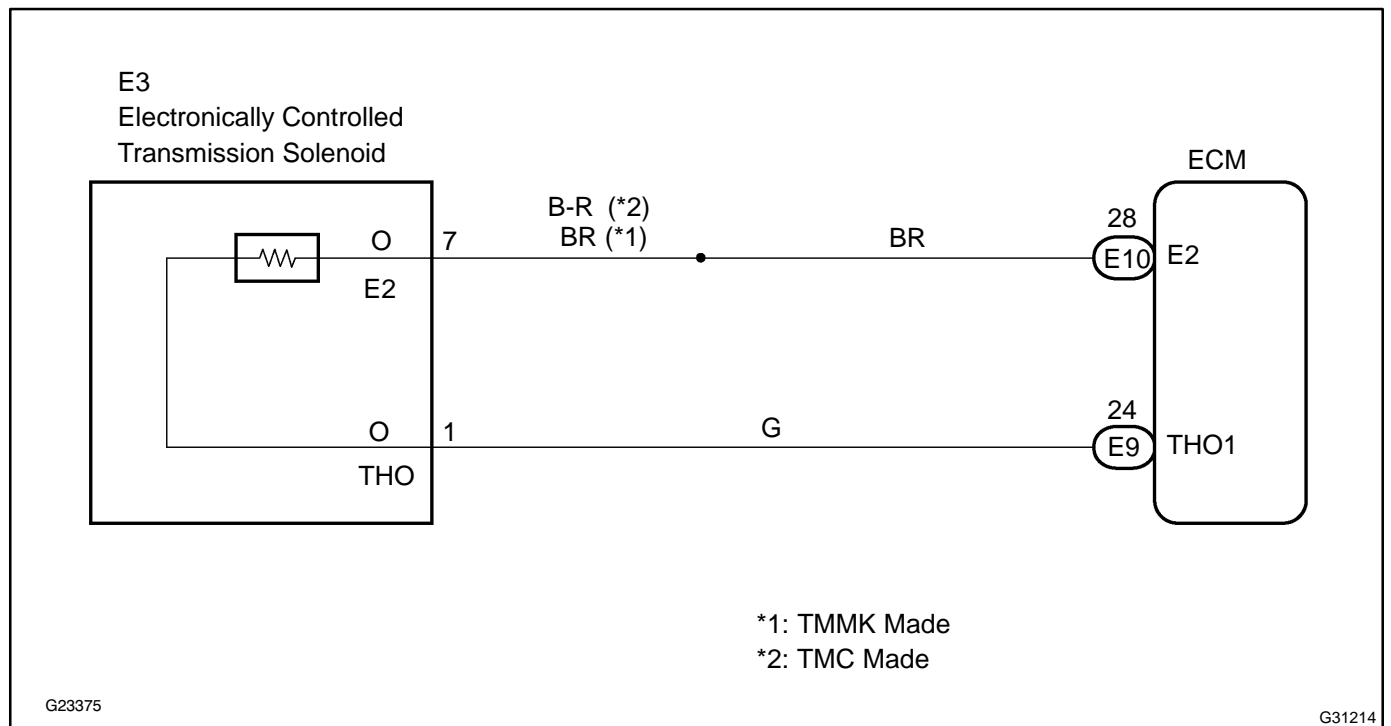 E3
Electronically Controlled
Transmission Solenoid
ECM
B-R (*2)
BR (*1)
BR
O
7
E2
28
E10
E2
O
1
THO
G
24
E9
THO1
*1: TMMK Made
*2: TMC Made
G23375
G31214